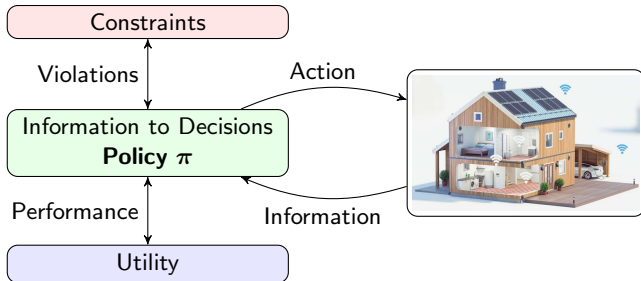 Constraints
Violations
Action
Information to Decisions
Policy π
Performance
Information
Utility